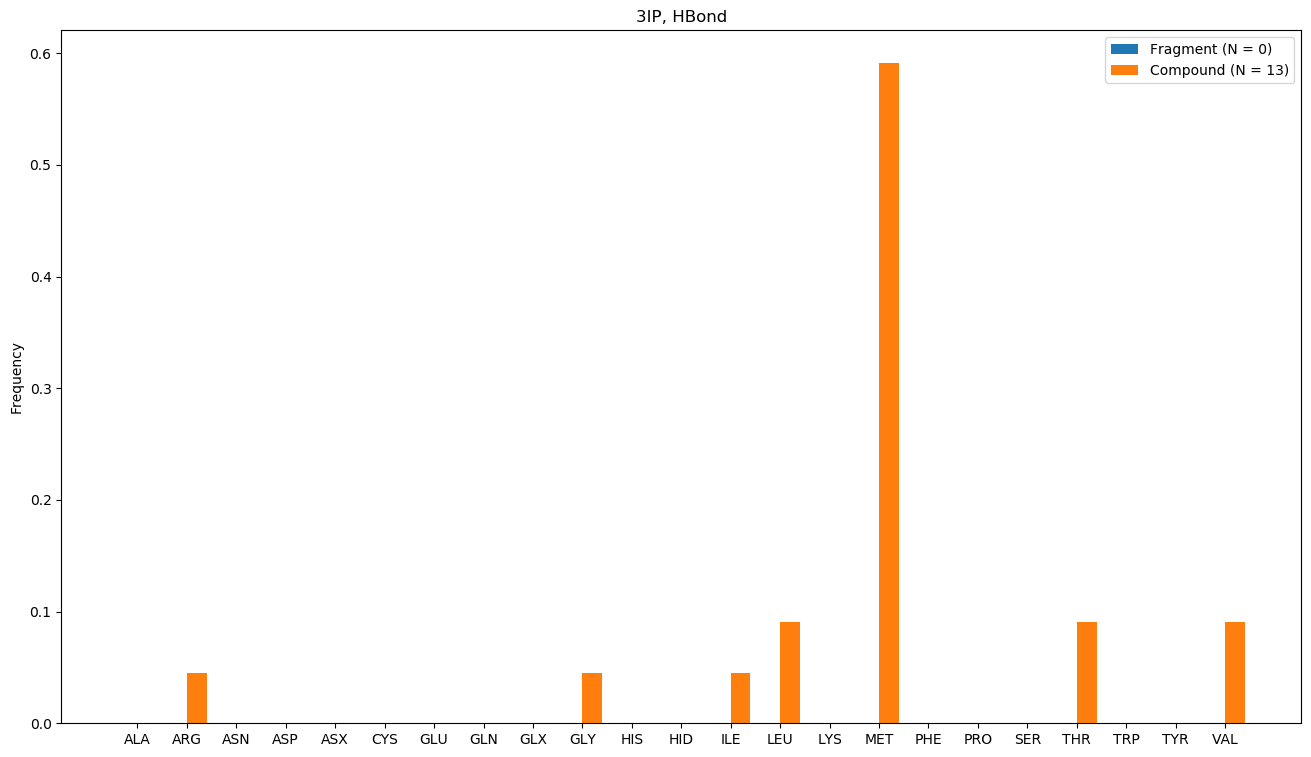 3IP, HBond
Fragment (N = 0)
Compound (N = 13)
Frequency
0.6
0.5
0.4
0.3
0.2
0.1
0.0
ALA ARG ASN ASP ASX CYS GLU GLN GLX GLY HIS HID ILE LEU LYS MET PHE PRO SER THR TRP TYR VAL